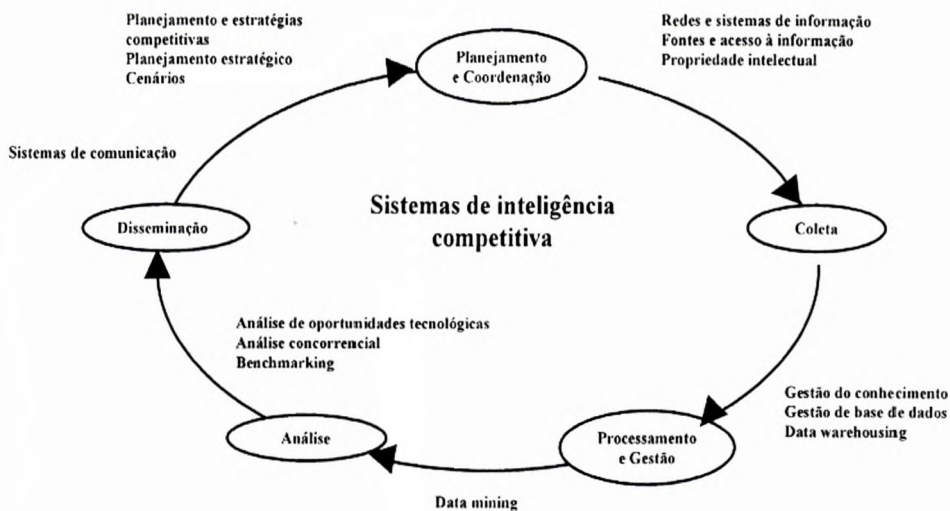 Planejamento e estratégias
competitivas
Planejamento estratégico
Cenários
Planejamento
e Coordenação
Redes e sistemas de informação
Fontes e acesso à informação
Propriedade intelectual
Sistemas de comunicação
Sistemas de inteligência
competitiva
Disseminação
Coleta
Análise de oportunidades tecnológicas
Análise concorrencial
Benchmarking
Gestão do conhecimento
Gestão de base de dados
Data warehousing
Análise
Processamento
e Gestão
Data mining